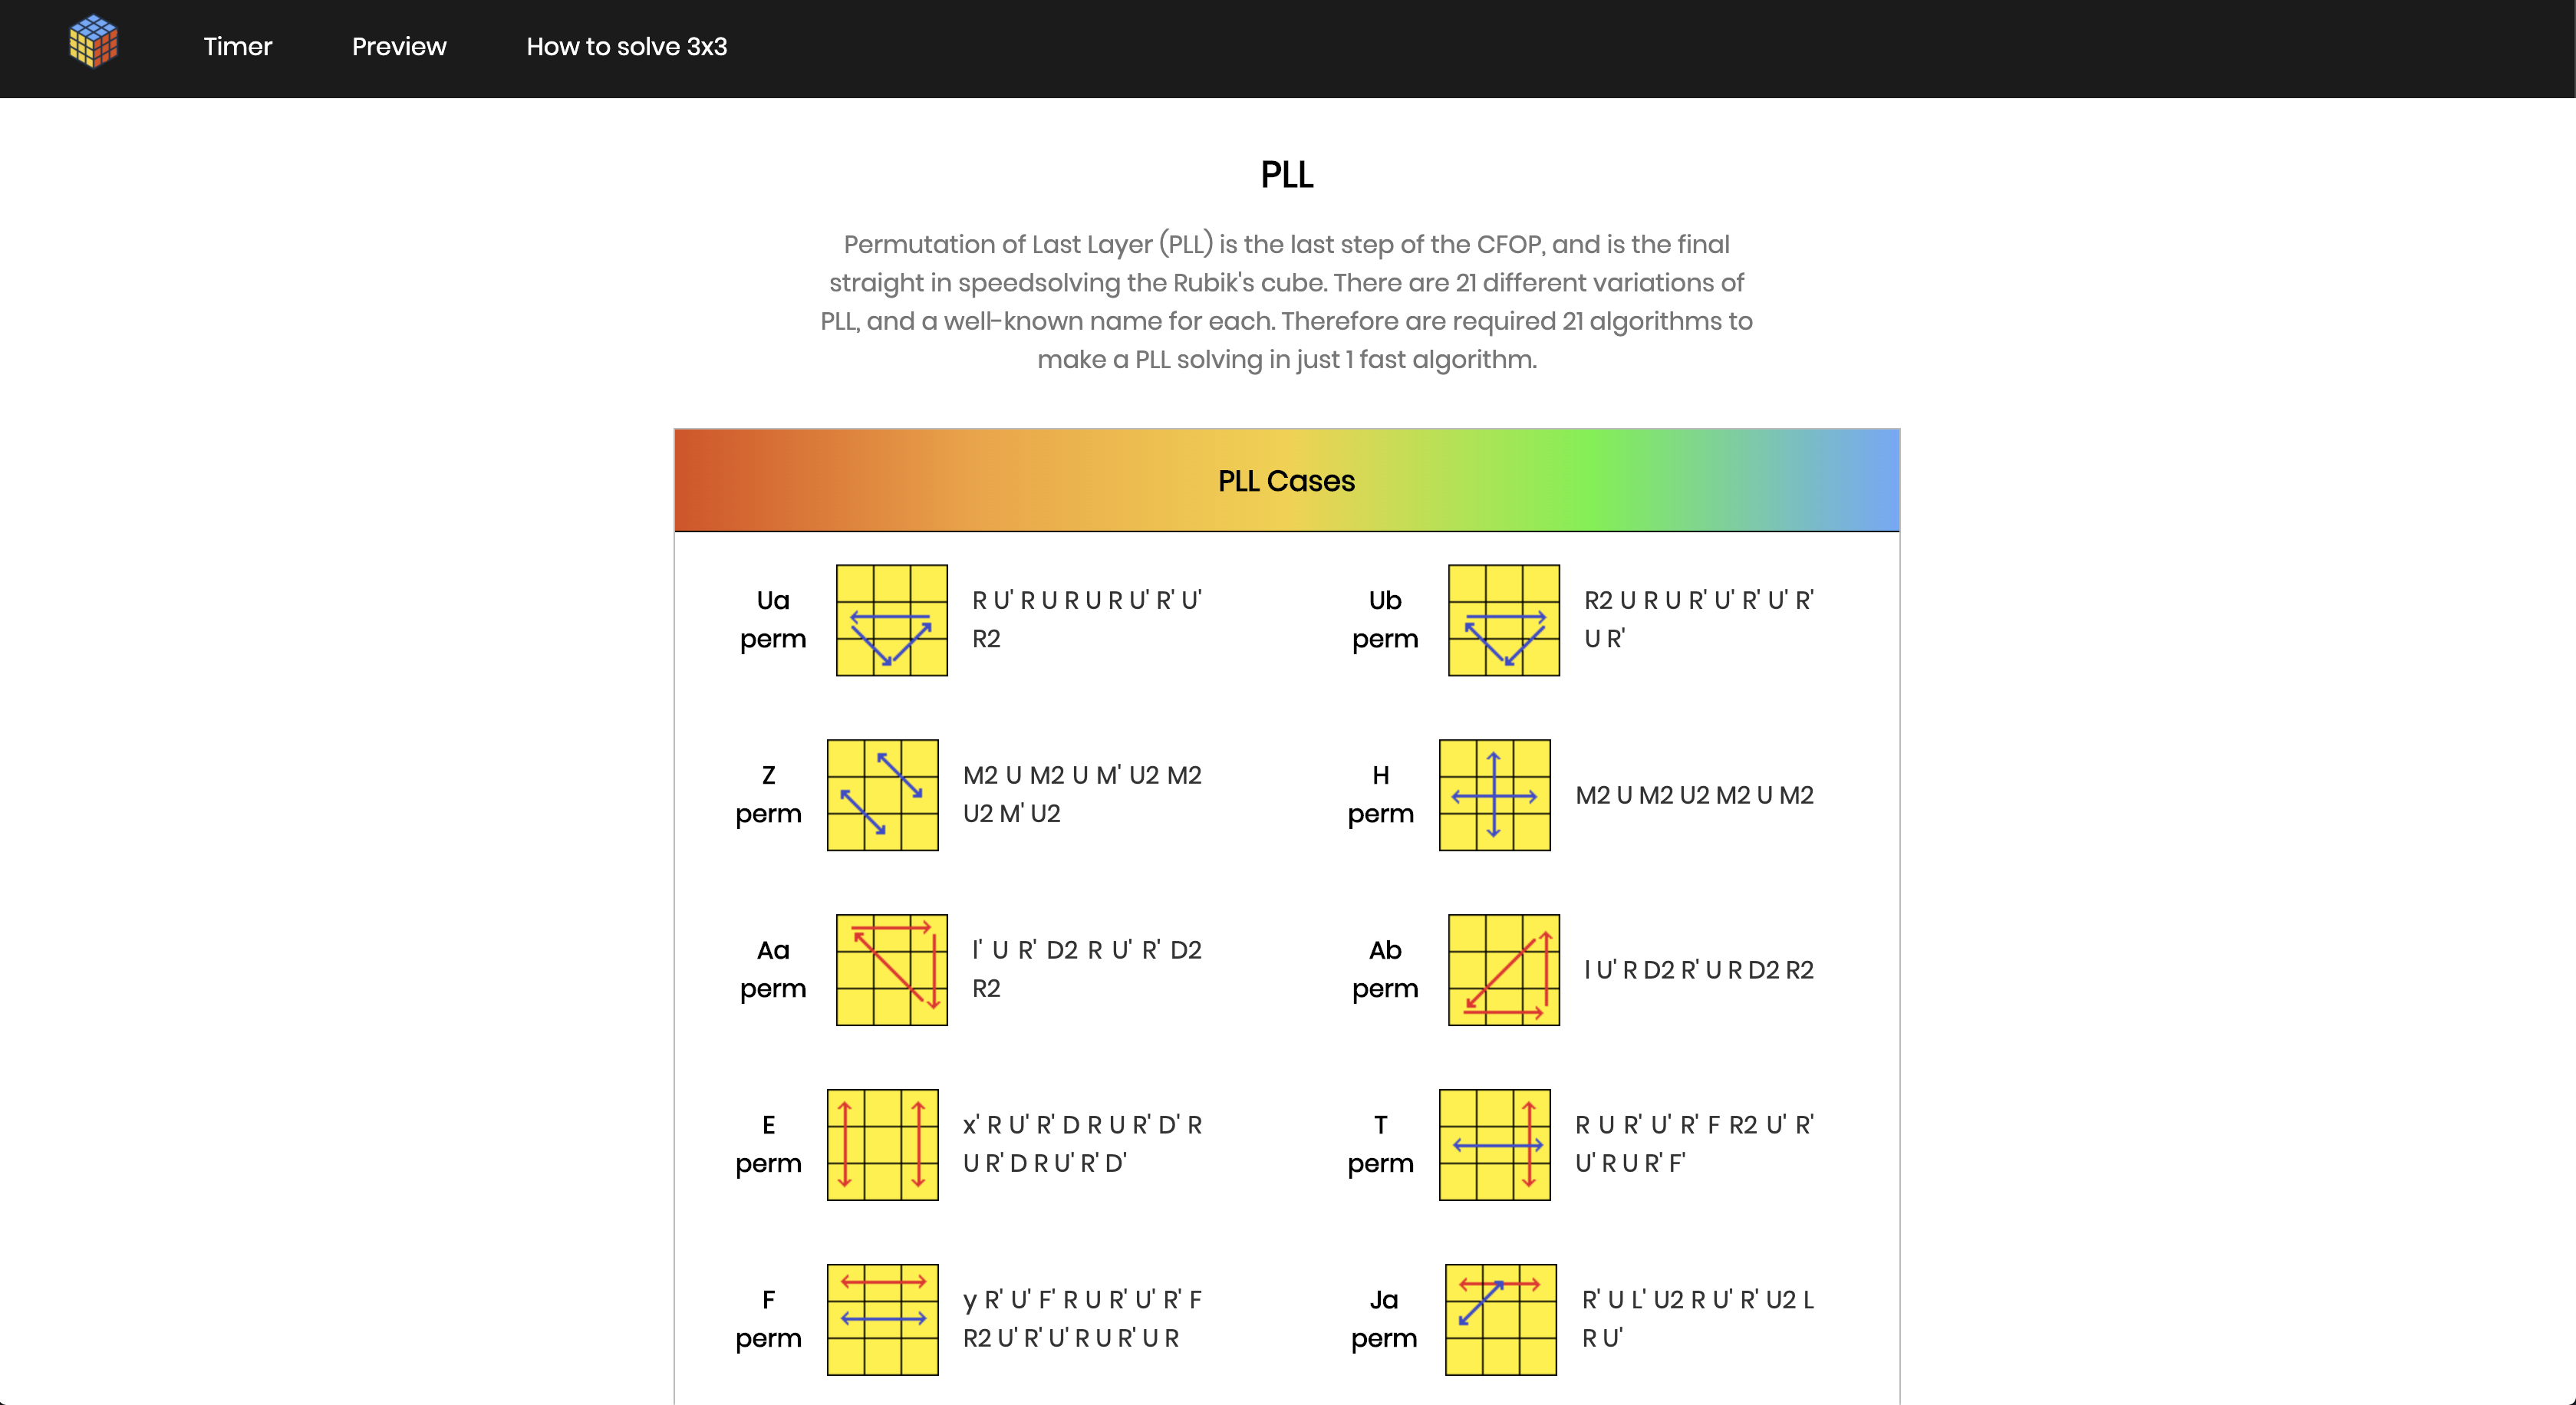 Timer
Preview
How to solve 3x3
PLL
Permutation of Last Layer (PLL) is the last step of the CFOP, and is the final
straight in speedsolving the Rubik's cube. There are 21 different variations of
PLL, and a well-known name for each. Therefore are required 21 algorithms to
make a PLL solving in just 1 fast algorithm.
PLL Cases
Ua
perm
R U' R U R U R U' R' U'
R2
Ub
perm
R2 U R U R' U' R' U' R'
U R'
Z
perm
M2 U M2 U M' U2 M2
U2 M' U2
H
perm
M2 U M2 U2 M2 U M2
Aa
perm
l' U R' D2 R U' R' D2
R2
Ab
perm
l U' R D2 R' U R D2 R2
E
perm
x' R U' R' D R U R' D' R
U R' D R U' R' D'
T
perm
R U R' U' R' F R2 U' R'
U' R U R' F'
F
perm
y R' U' F' R U R' U' R' F
R2 U' R' U' R U R' U R
Ja
perm
R' U L' U2 R U' R' U2 L
R U'